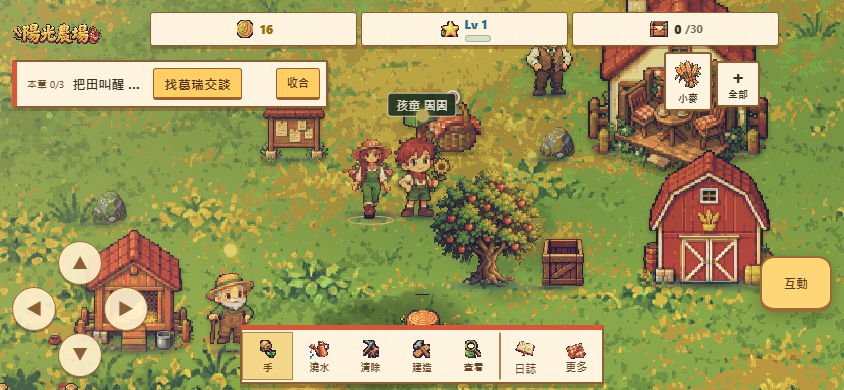 陽光農場
16
Lv 1
0 /30
本章 0/3 把田叫醒 ... 找葛瑞交談 收合
小麥
+
全部
孩童 圓圓
互動
手 澆水 清除 建造 查看 日誌 更多